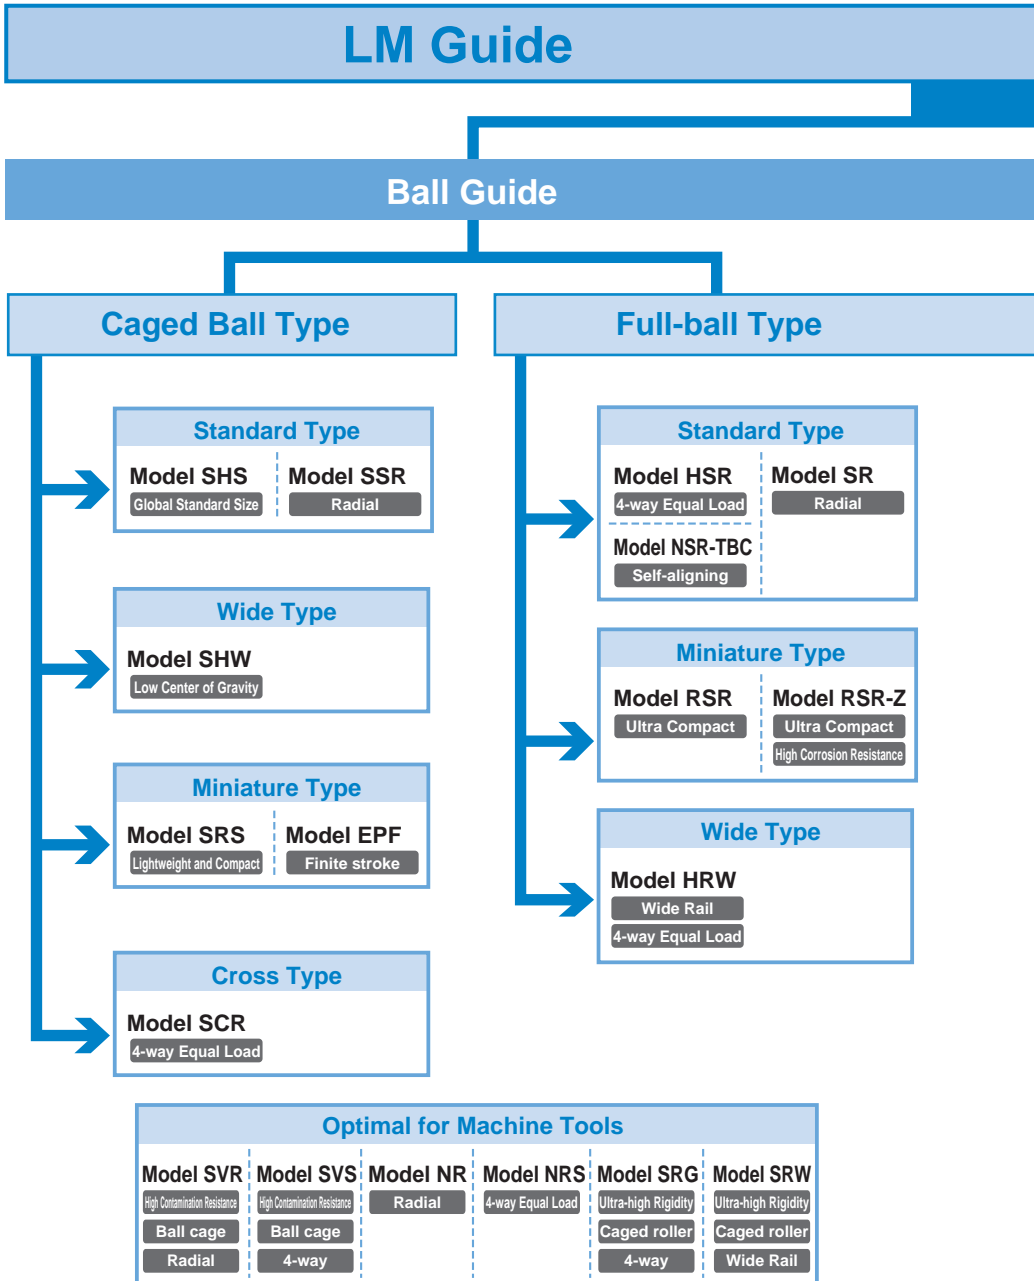 LM Guide
Ball Guide
Caged Ball Type
Standard Type
Model SHS
Global Standard Size
Model SSR
Radial
Wide Type
Model SHW
Low Center of Gravity
Miniature Type
Model SRS
Lightweight and Compact
Model EPF
Finite stroke
Cross Type
Model SCR
4-way Equal Load
Full-ball Type
Standard Type
Model HSR
4-way Equal Load
Model NSR-TBC
Self-aligning
Model SR
Radial
Miniature Type
Model RSR
Ultra Compact
Model RSR-Z
Ultra Compact
High Corrosion Resistance
Wide Type
Model HRW
Wide Rail
4-way Equal Load
Optimal for Machine Tools
Model SVR
High Contamination Resistance
Ball cage
Radial
Model SVS
High Contamination Resistance
Ball cage
4-way
Model NR
Radial
Model NRS
4-way Equal Load
Model SRG
Ultra-high Rigidity
Caged roller
4-way
Model SRW
Ultra-high Rigidity
Caged roller
Wide Rail